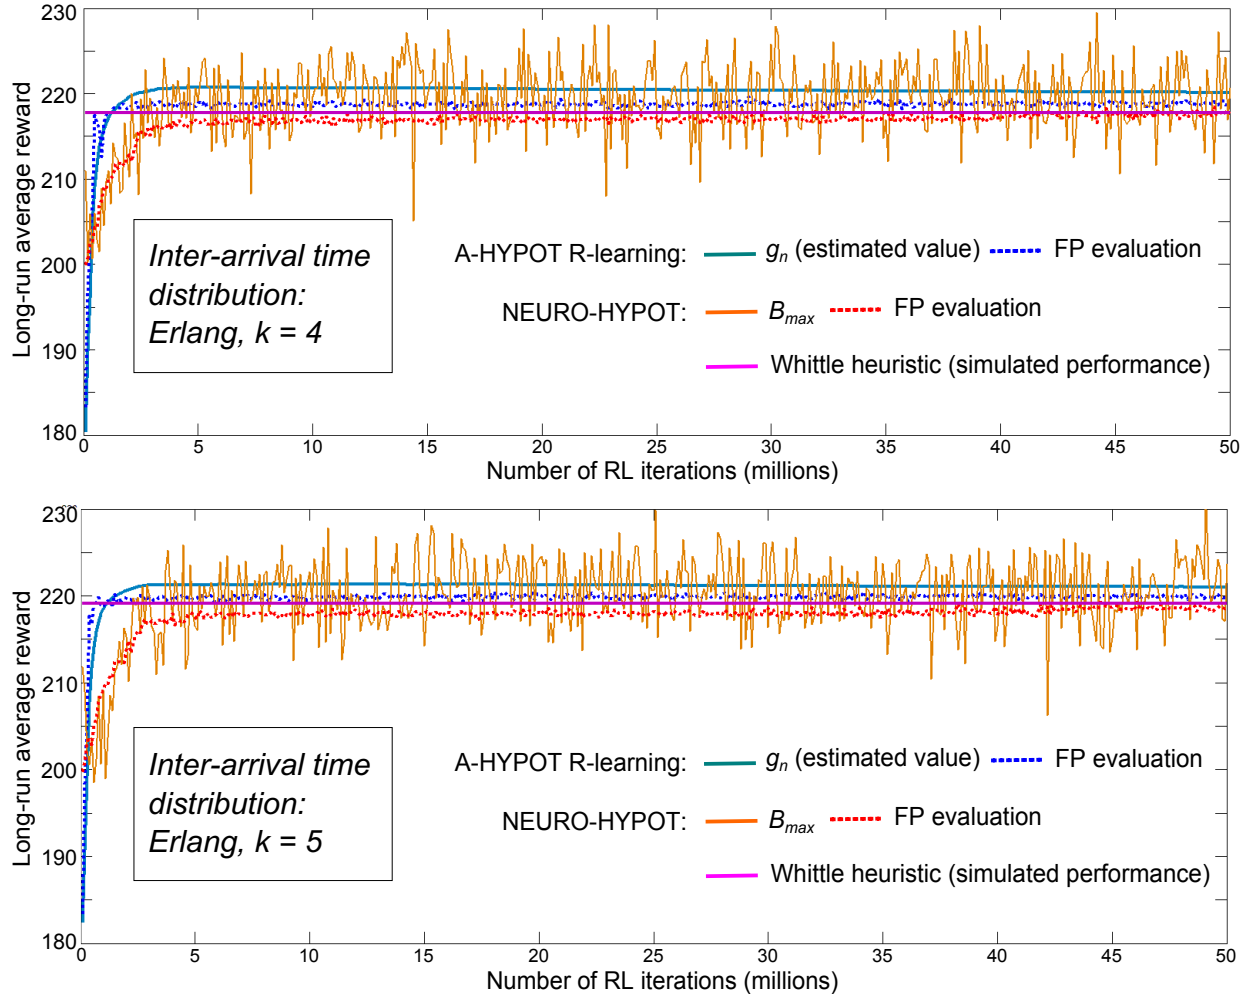 230
220
210
200
190
180
Long-run average reward
Inter-arrival time
distribution:
Erlang, k = 4
A-HYPOT R-learning: gn (estimated value) FP evaluation
NEURO-HYPOT: Bmax FP evaluation
Whittle heuristic (simulated performance)
0 5 10 15 20 25 30 35 40 45 50
Number of RL iterations (millions)
230
220
210
200
190
180
Long-run average reward
Inter-arrival time
distribution:
Erlang, k = 5
A-HYPOT R-learning: gn (estimated value) FP evaluation
NEURO-HYPOT: Bmax FP evaluation
Whittle heuristic (simulated performance)
0 5 10 15 20 25 30 35 40 45 50
Number of RL iterations (millions)